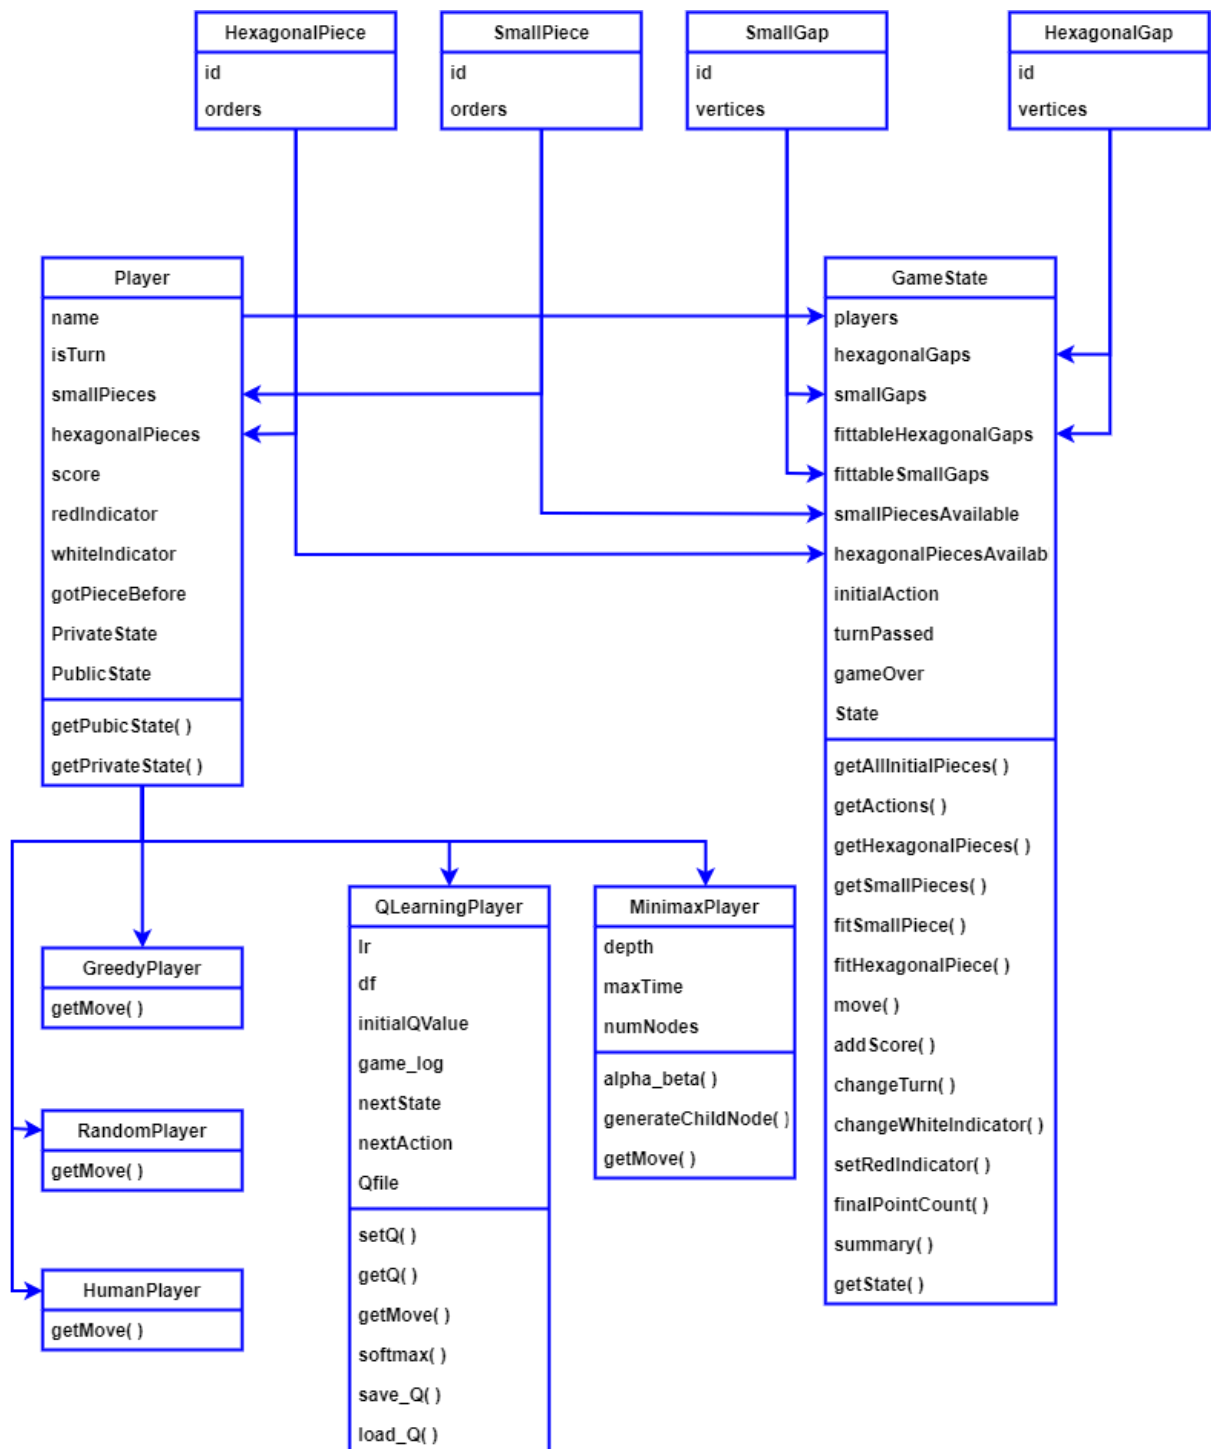 HexagonalPiece
id
orders
SmallPiece
id
orders
SmallGap
id
vertices
HexagonalGap
id
vertices
Player
name
isTurn
smallPieces
hexagonalPieces
score
redIndicator
whiteIndicator
gotPieceBefore
PrivateState
PublicState
getPubicState( )
getPrivateState( )
GameState
players
hexagonalGaps
smallGaps
fittableHexagonalGaps
fittableSmallGaps
smallPiecesAvailable
hexagonalPiecesAvailab
initialAction
turnPassed
gameOver
State
getAllInitialPieces( )
getActions( )
getHexagonalPieces( )
getSmallPieces( )
fitSmallPiece( )
fitHexagonalPiece( )
move( )
addScore( )
changeTurn( )
changeWhiteIndicator( )
setRedIndicator( )
finalPointCount( )
summary( )
getState( )
GreedyPlayer
getMove( )
RandomPlayer
getMove( )
HumanPlayer
getMove( )
QLearningPlayer
lr
df
initialQValue
game_log
nextState
nextAction
Qfile
setQ( )
getQ( )
getMove( )
softmax( )
save_Q( )
load_Q( )
MinimaxPlayer
depth
maxTime
numNodes
alpha_beta( )
generateChildNode( )
getMove( )